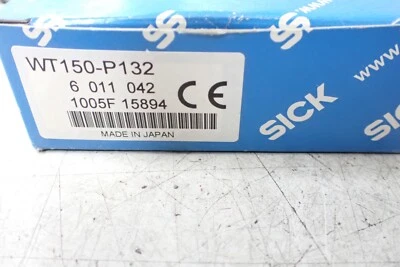 WT150-P132
6 011 042
1005F 15894
CE
MADE IN JAPAN
SICK